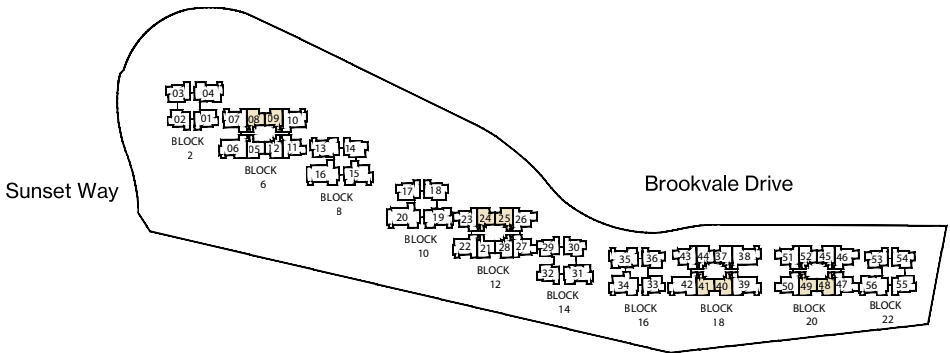 03 04
02 01
BLOCK
2
07 08 09 10
06 05 12 11
BLOCK
6
13 14
16 15
BLOCK
8
17 18
20 19
BLOCK
10
23 24 25 26
22 21 28 27
BLOCK
12
29 30
32 31
BLOCK
14
35 36
34 33
BLOCK
16
43 44 37 38
42 41 40 39
BLOCK
18
51 52 45 46
50 49 48 47
BLOCK
20
53 54
56 55
BLOCK
22
Sunset Way
Brookvale Drive